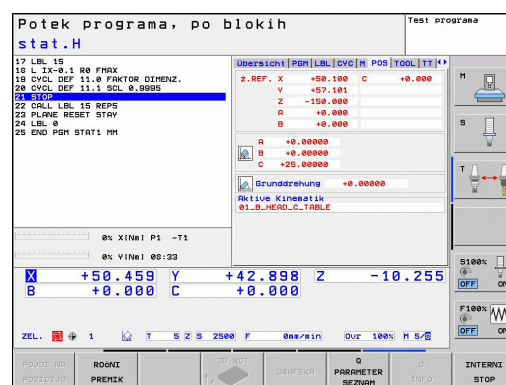 Potek programa, po blokih
Test programa
stat.H
17 LBL 15
18 L IX-0.1 R0 FMAX
19 CYCL DEF 11.0 FAKTOR DIMENZ.
20 CYCL DEF 11.1 SCL 0.9995
21 STOP
22 CALL LBL 15 REP5
23 PLANE RESET STAY
24 LBL 0
25 END PGM STAT1 MM
Übersicht PGM LBL CYC M POS TOOL TT
ž.REF. X +50.100 C +0.000
Y +57.101
Z -150.000
A +0.000
B +0.000
A +0.00000
B +0.00000
C +25.00000
Grunddrehung +0.00000
Aktive Kinematik
01_B_HEAD_C_TABLE
0% X[Nm] P1 -T1
0% Y[Nm] 08:33
X +50.459 Y +42.898 Z -10.255
B +0.000 C +0.000
ZEL. 1 T 5 Z S 2500 F 0mm/min Ovr 100% M 5/8
M
S
T
S100%
OFF ON
F100%
OFF ON
POJDI NA POZICIJO
ROČNI PREMIK
3D ROT
GRAFIKA
Q PARAMETER SEZNAM
Q INFO
INTERNI STOP